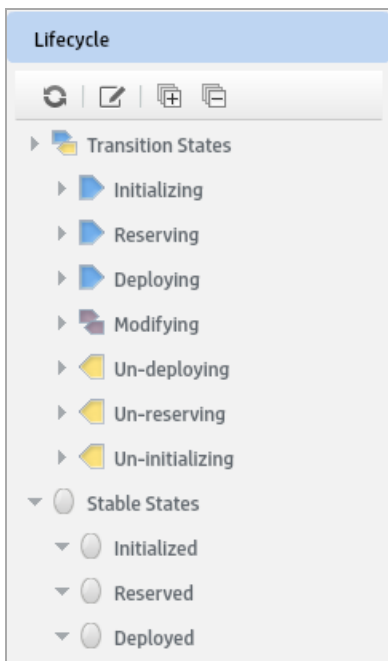 Lifecycle
Transition States
Initializing
Reserving
Deploying
Modifying
Un-deploying
Un-reserving
Un-initializing
Stable States
Initialized
Reserved
Deployed